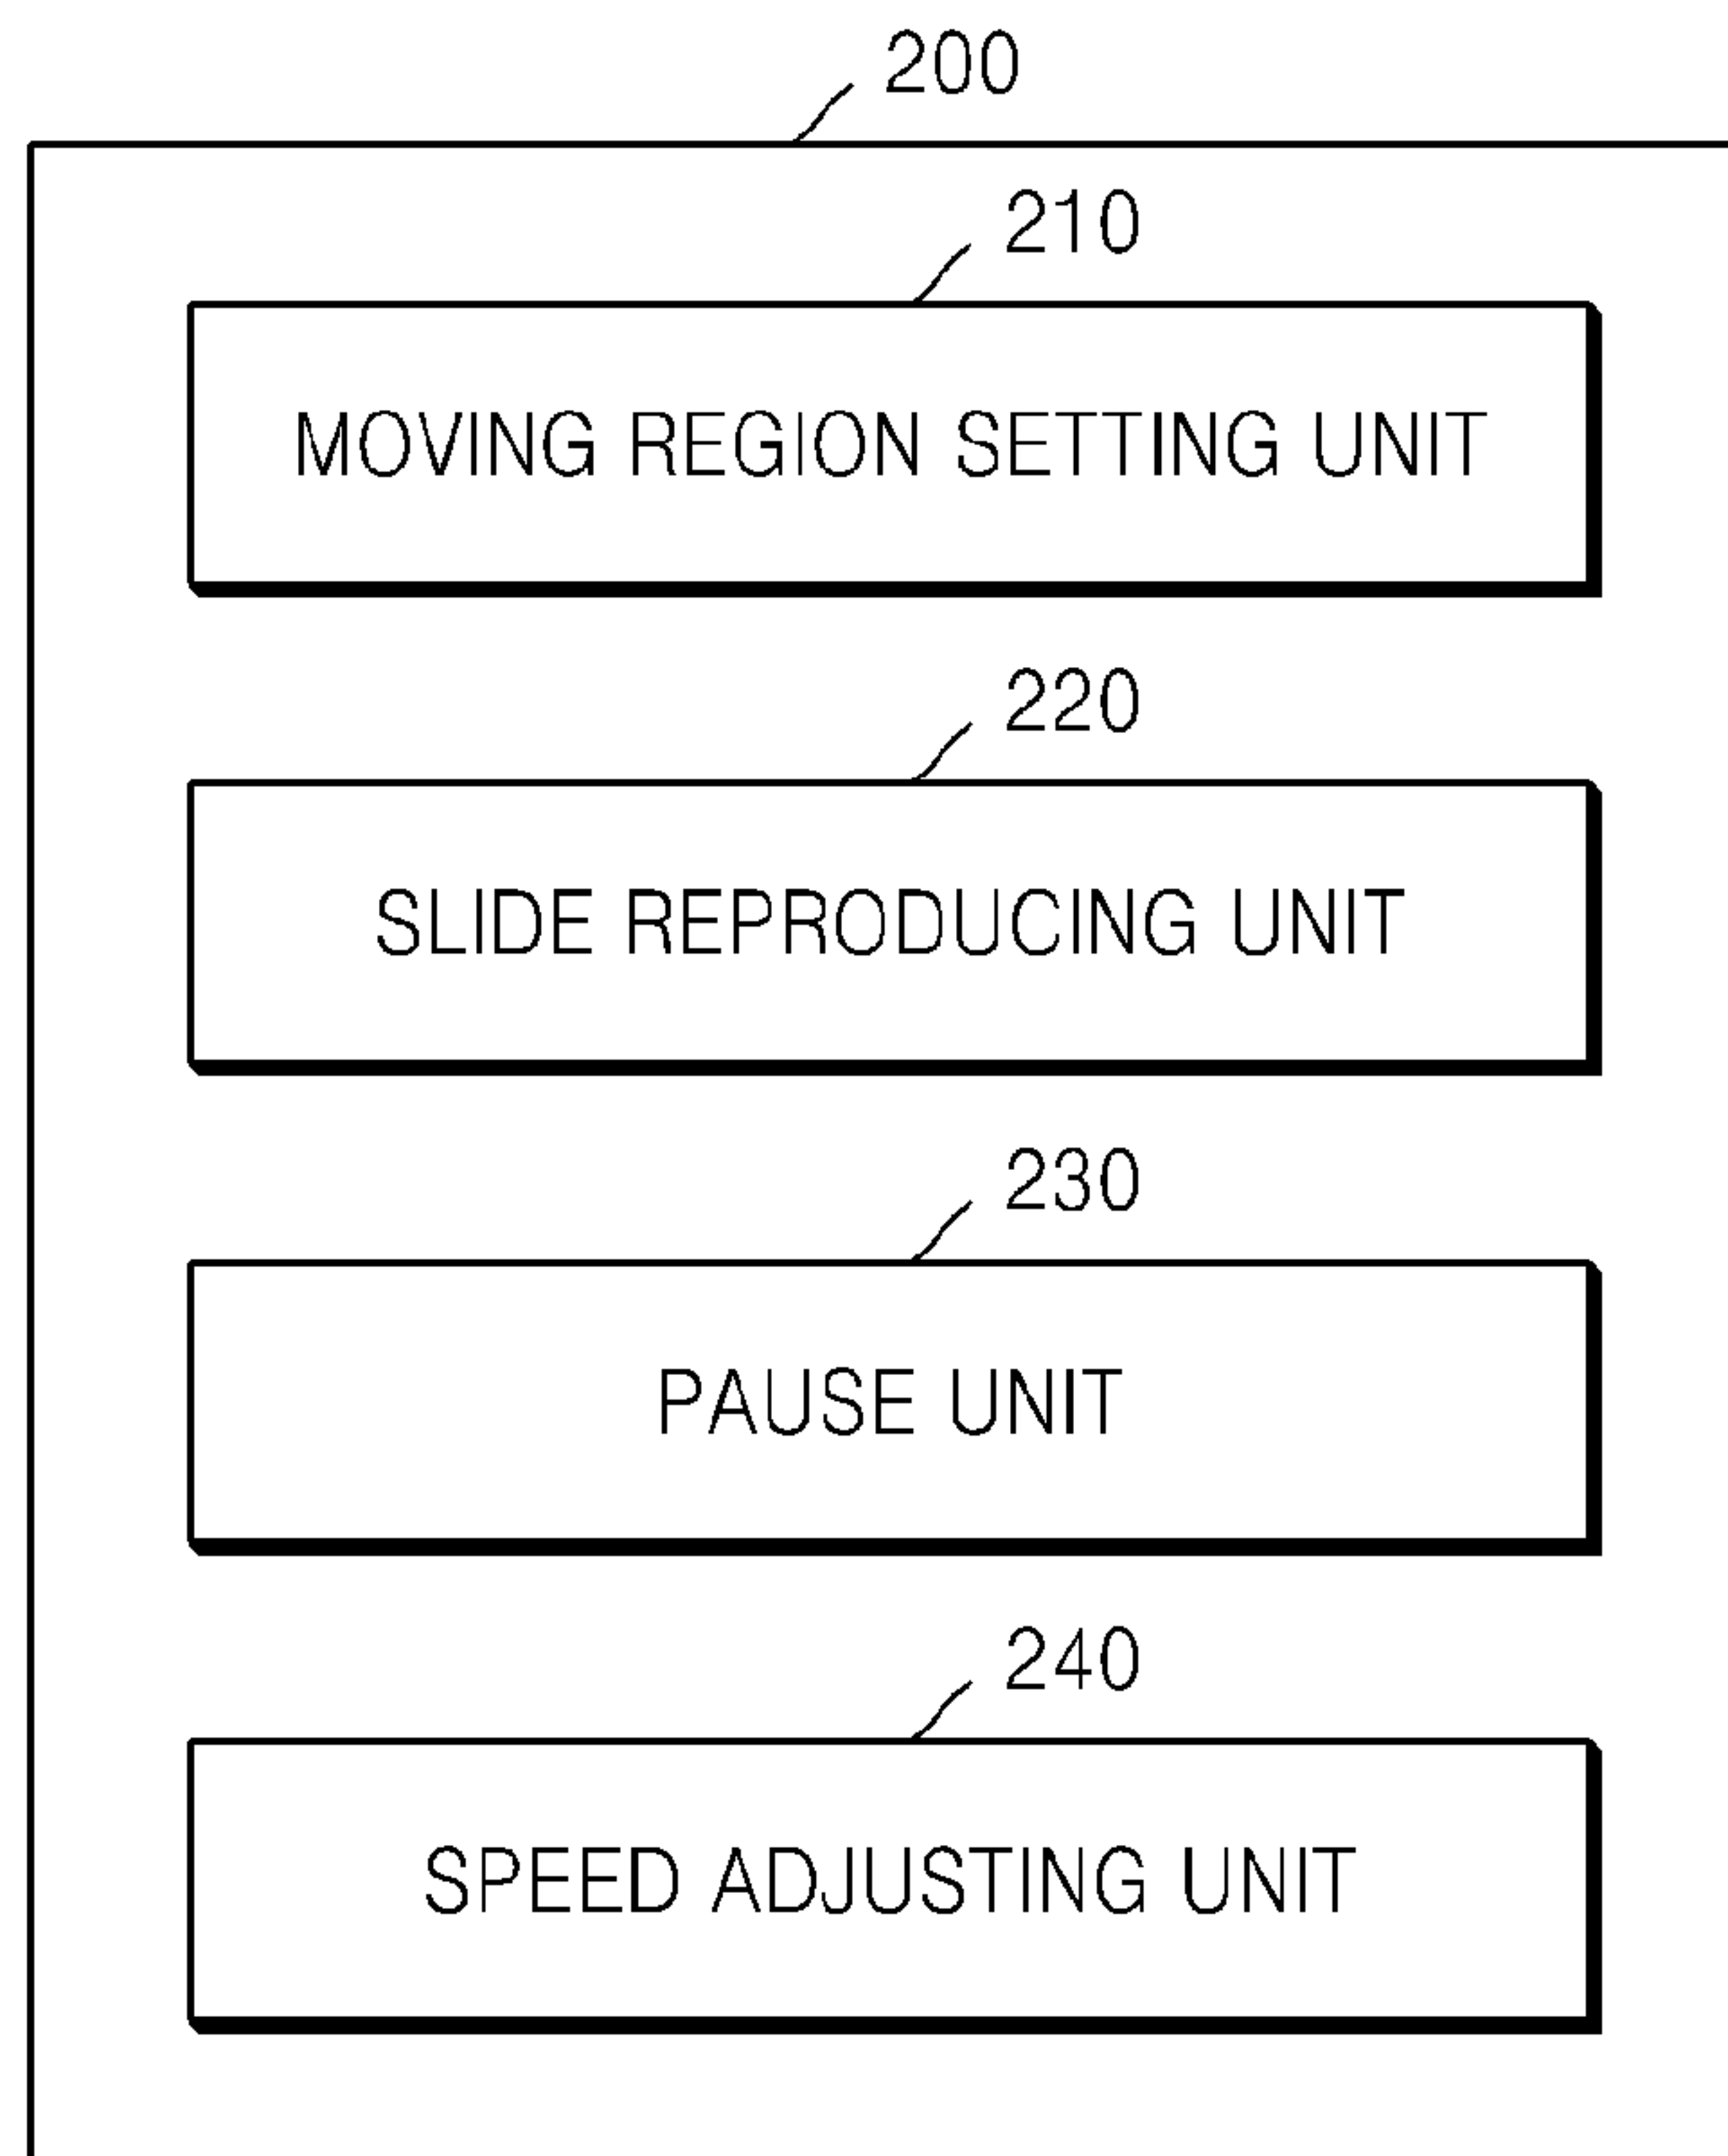 200
210
MOVING REGION SETTING UNIT
220
SLIDE REPRODUCING UNIT
230
PAUSE UNIT
240
SPEED ADJUSTING UNIT